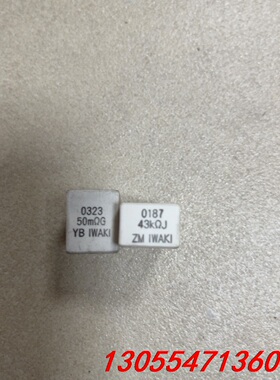 0323
50mΩG
YB IWAKI
0187
43kΩJ
ZM IWAKI
13055471360